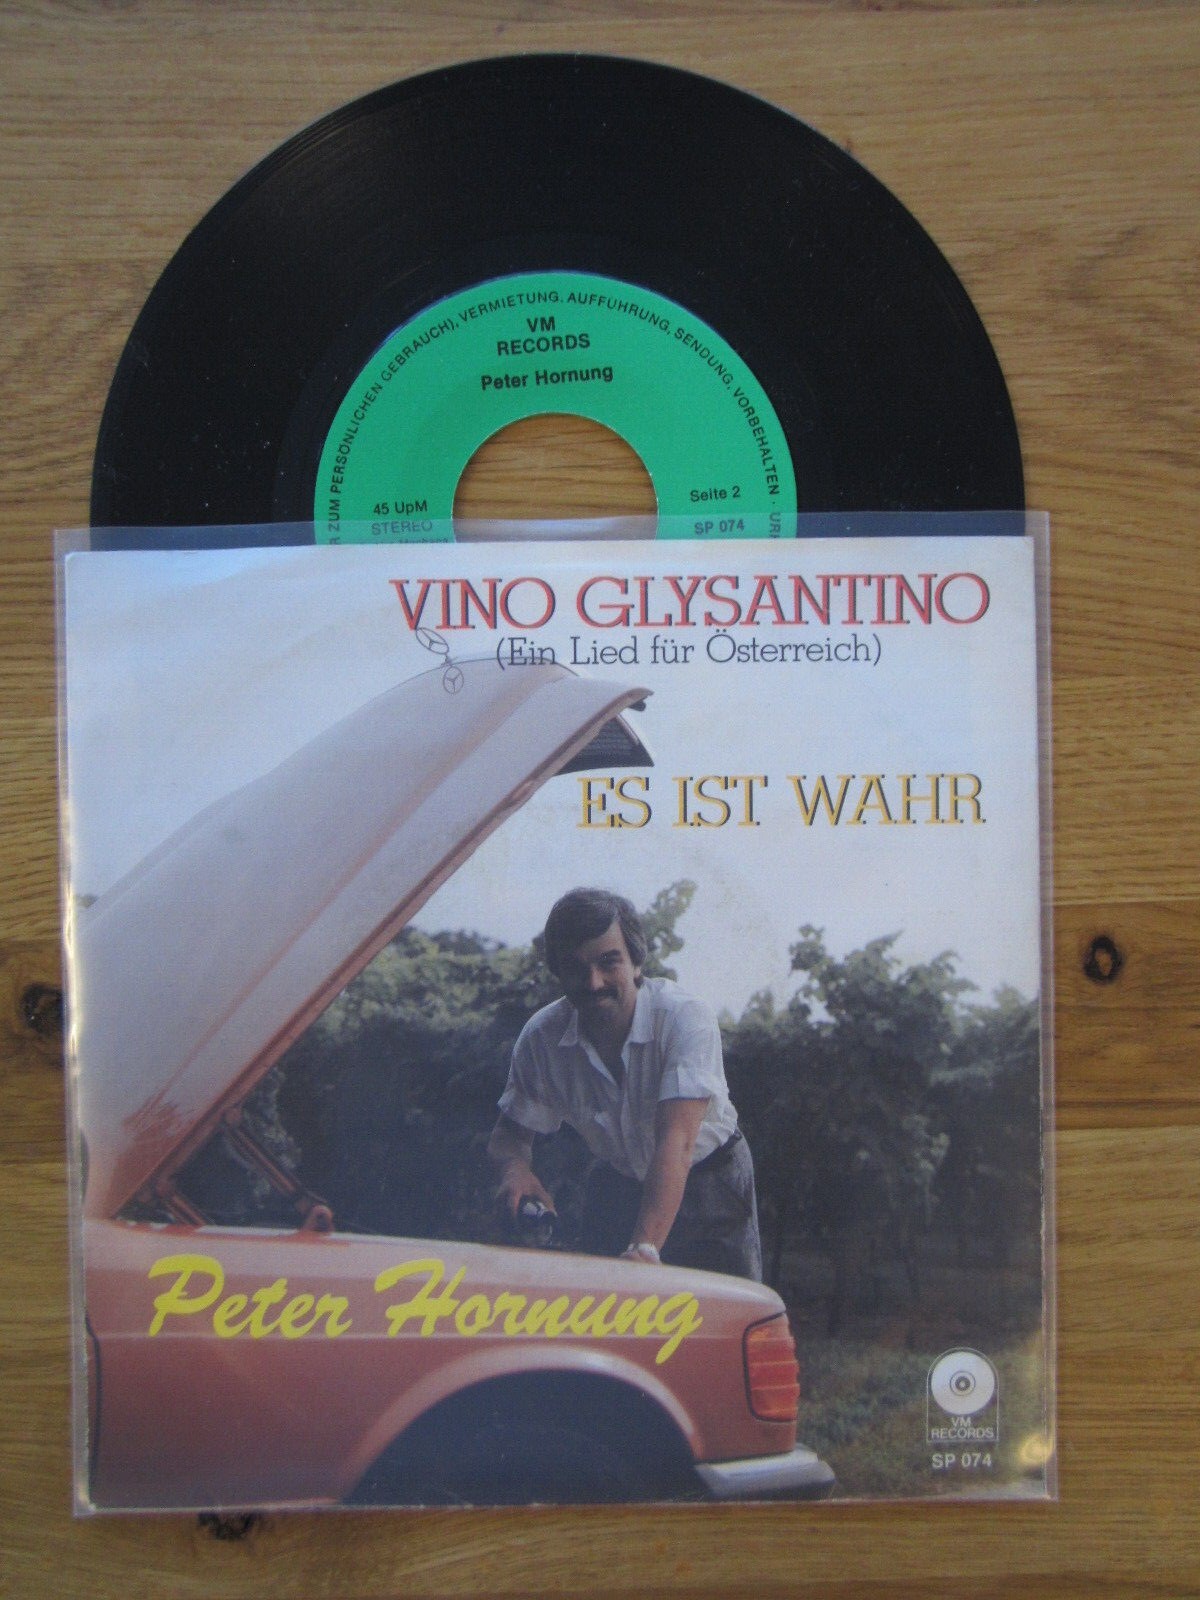 R ZUM PERSÖNLICHEN GEBRAUCH), VERMIETUNG. AUFFÜHRUNG, SENDUNG, VORBEHALTEN
VM
RECORDS
Peter Hornung
45 UpM
STEREO
Seite 2
SP 074
VINO GLYSANTINO
(Ein Lied für Österreich)
ES IST WAHR
Peter Hornung
VM
RECORDS
SP 074